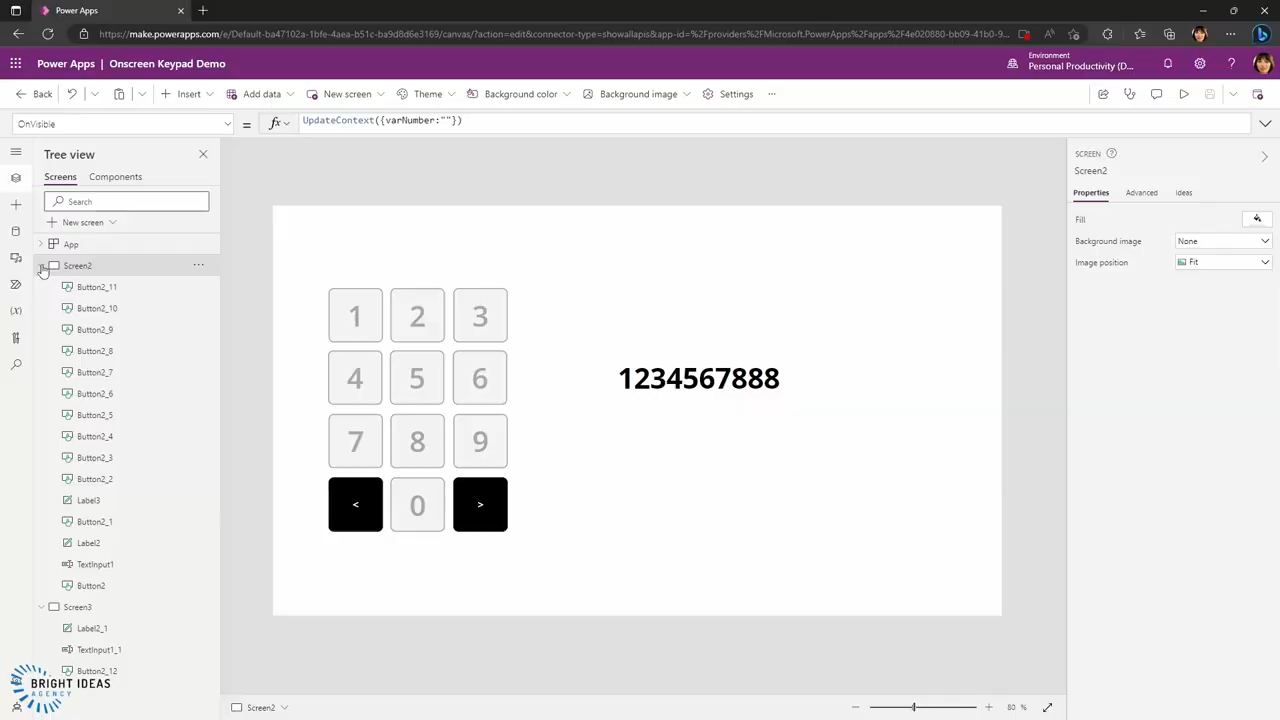 Power Apps
https://make.powerapps.com/e/Default-ba47102a-1bfe-4aea-b51c-ba9d8d6e3169/canvas/?action=edit&connector-type=showallapis&app-id=%2Fproviders%2FMicrosoft.PowerApps%2Fapps%2F4e020880-bb09-41b0-9...
Power Apps | Onscreen Keypad Demo
Environment
Personal Productivity (D...
Back
Insert
Add data
New screen
Theme
Background color
Background image
Settings
OnVisible
= fx
UpdateContext({varNumber:""})
Tree view
Screens
Components
Search
New screen
App
Screen2
Button2_11
Button2_10
Button2_9
Button2_8
Button2_7
Button2_6
Button2_5
Button2_4
Button2_3
Button2_2
Label3
Button2_1
Label2
TextInput1
Button2
Screen3
Label2_1
TextInput1_1
Button2_12
BRIGHT IDEAS
AGENCY
1 2 3
4 5 6
7 8 9
< 0 >
1234567888
SCREEN
Screen2
Properties
Advanced
Ideas
Fill
Background image
None
Image position
Fit
Screen2
80 %